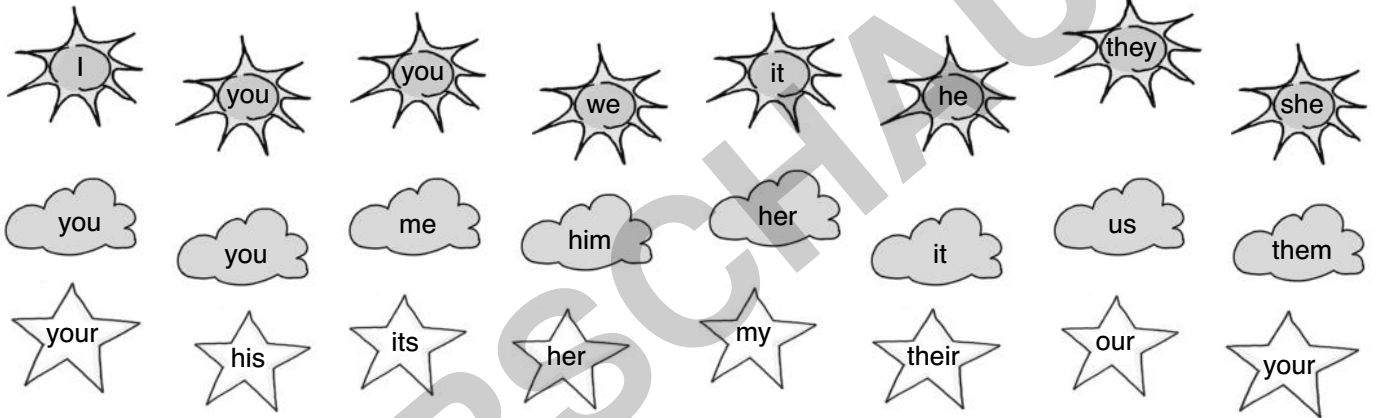 I you you we it he they she
you you me him her it us them
your his its her my their our your
RSCHAU